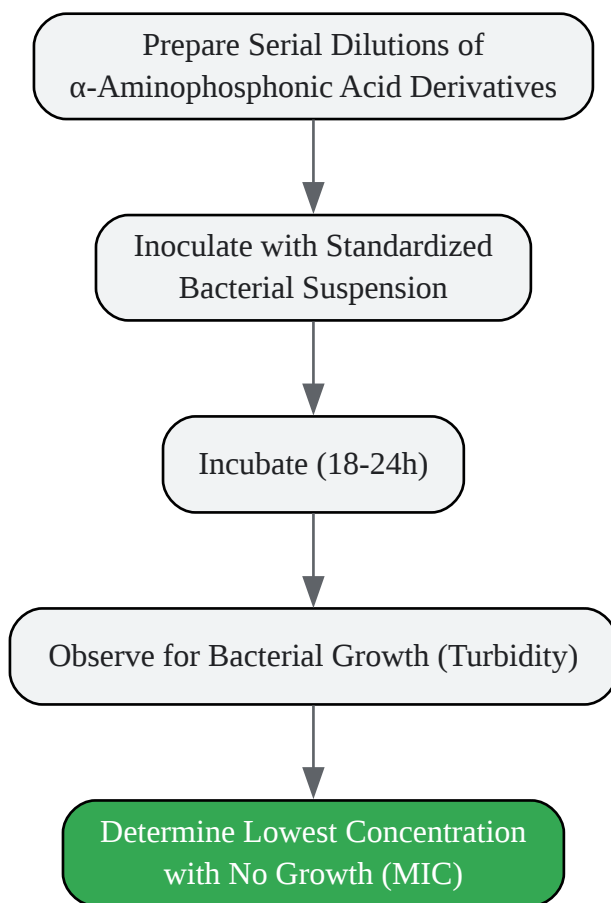 Prepare Serial Dilutions of
α-Aminophosphonic Acid Derivatives
Inoculate with Standardized
Bacterial Suspension
Incubate (18-24h)
Observe for Bacterial Growth (Turbidity)
Determine Lowest Concentration
with No Growth (MIC)